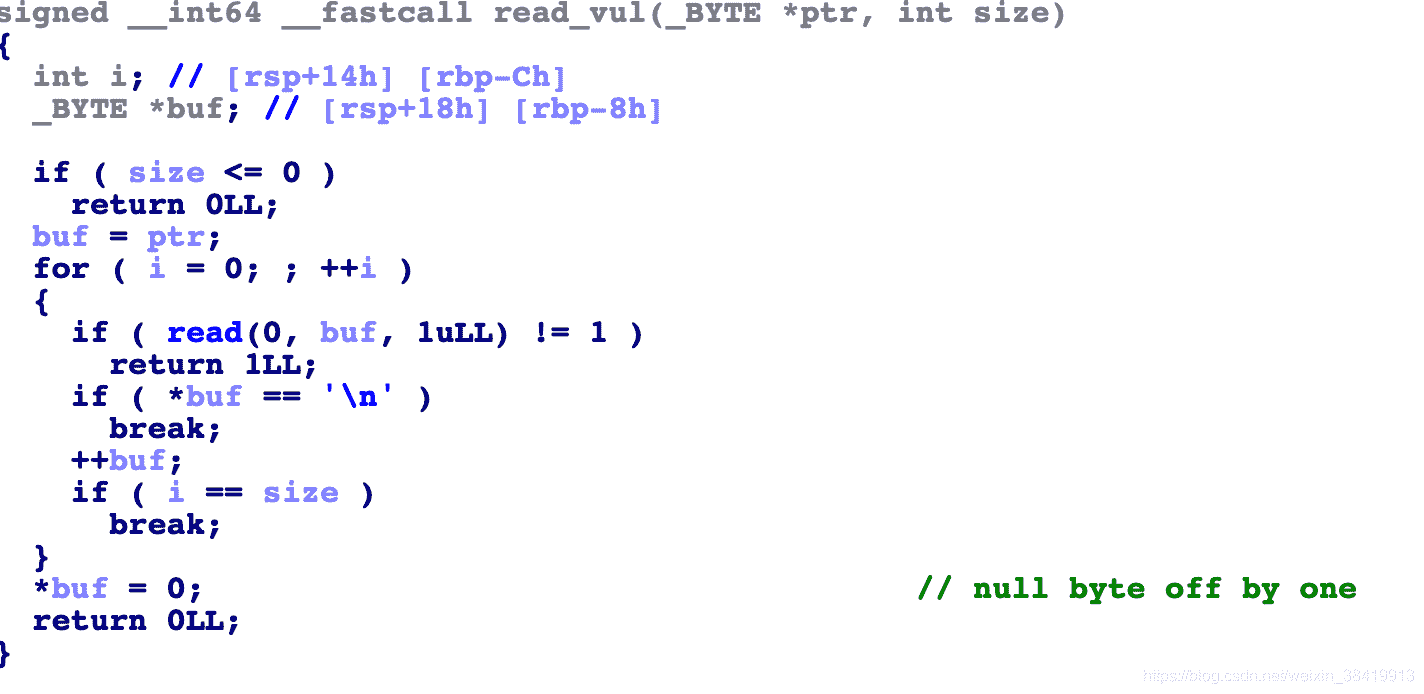 signed __int64 __fastcall read_vul(_BYTE *ptr, int size)
{
  int i; // [rsp+14h] [rbp-Ch]
  _BYTE *buf; // [rsp+18h] [rbp-8h]

  if ( size <= 0 )
    return 0LL;
  buf = ptr;
  for ( i = 0; ; ++i )
  {
    if ( read(0, buf, 1uLL) != 1 )
      return 1LL;
    if ( *buf == '\n' )
      break;
    ++buf;
    if ( i == size )
      break;
  }
  *buf = 0; // null byte off by one
  return 0LL;
}
https://blog.csdn.net/weixin_38419913